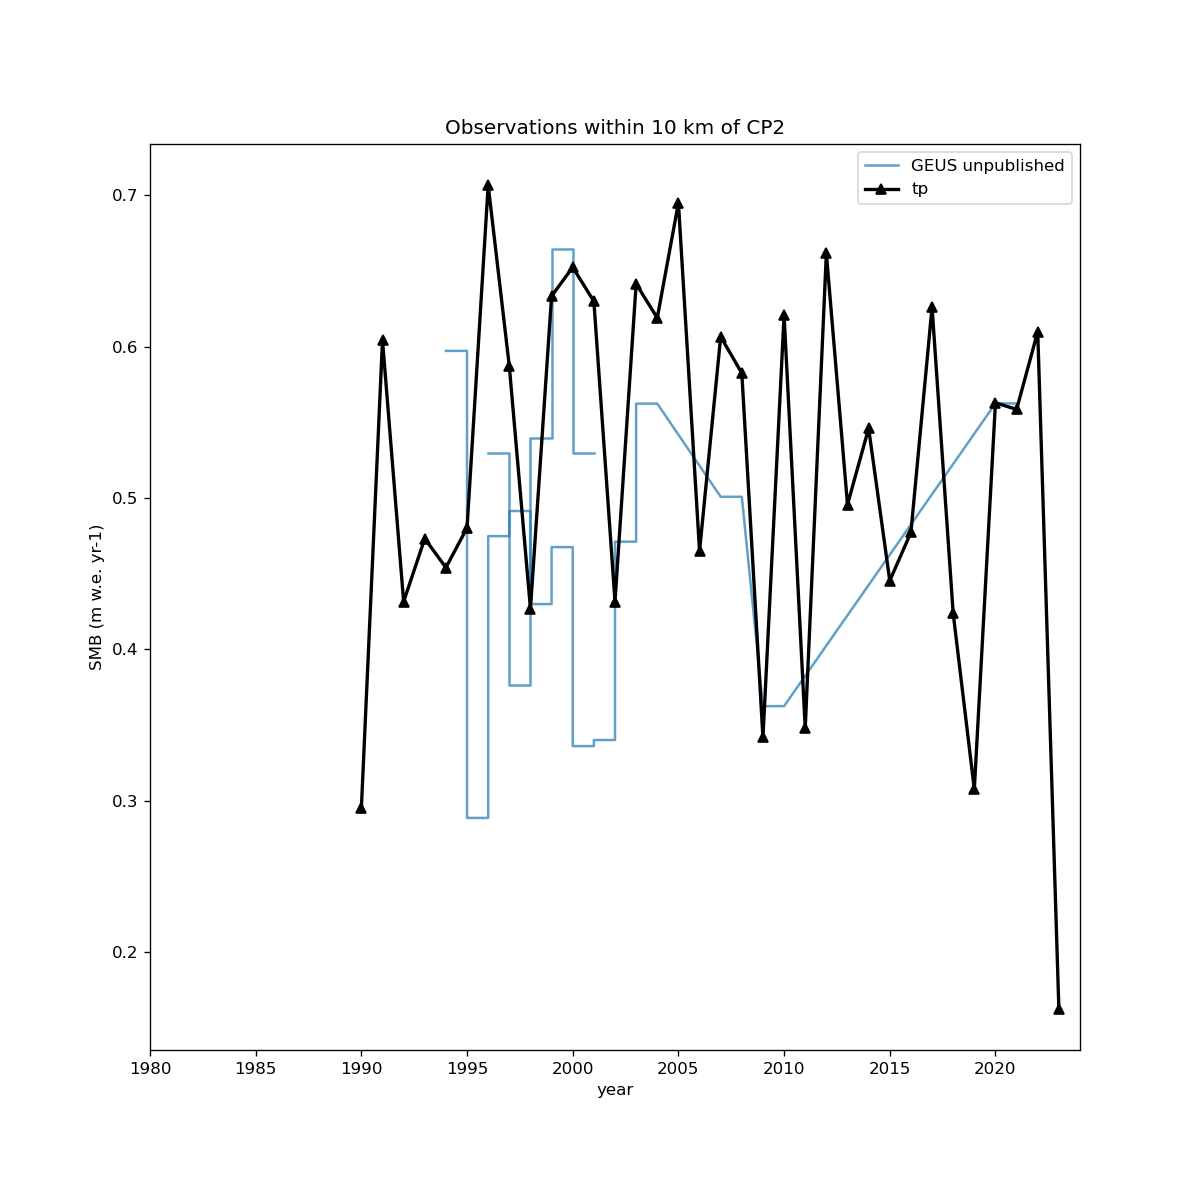 Observations within 10 km of CP2
GEUS unpublished
tp
0.7
0.6
0.5
0.4
0.3
0.2
SMB (m w.e. yr-1)
1980 1985 1990 1995 2000 2005 2010 2015 2020
year